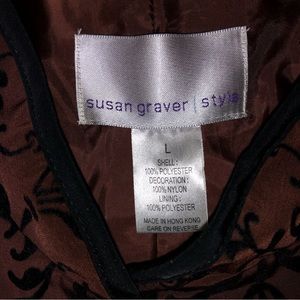 susan graver | style
L
SHELL:
100% POLYESTER
DECORATION:
100% NYLON
LINING:
100% POLYESTER
MADE IN HONG KONG
CARE ON REVERSE